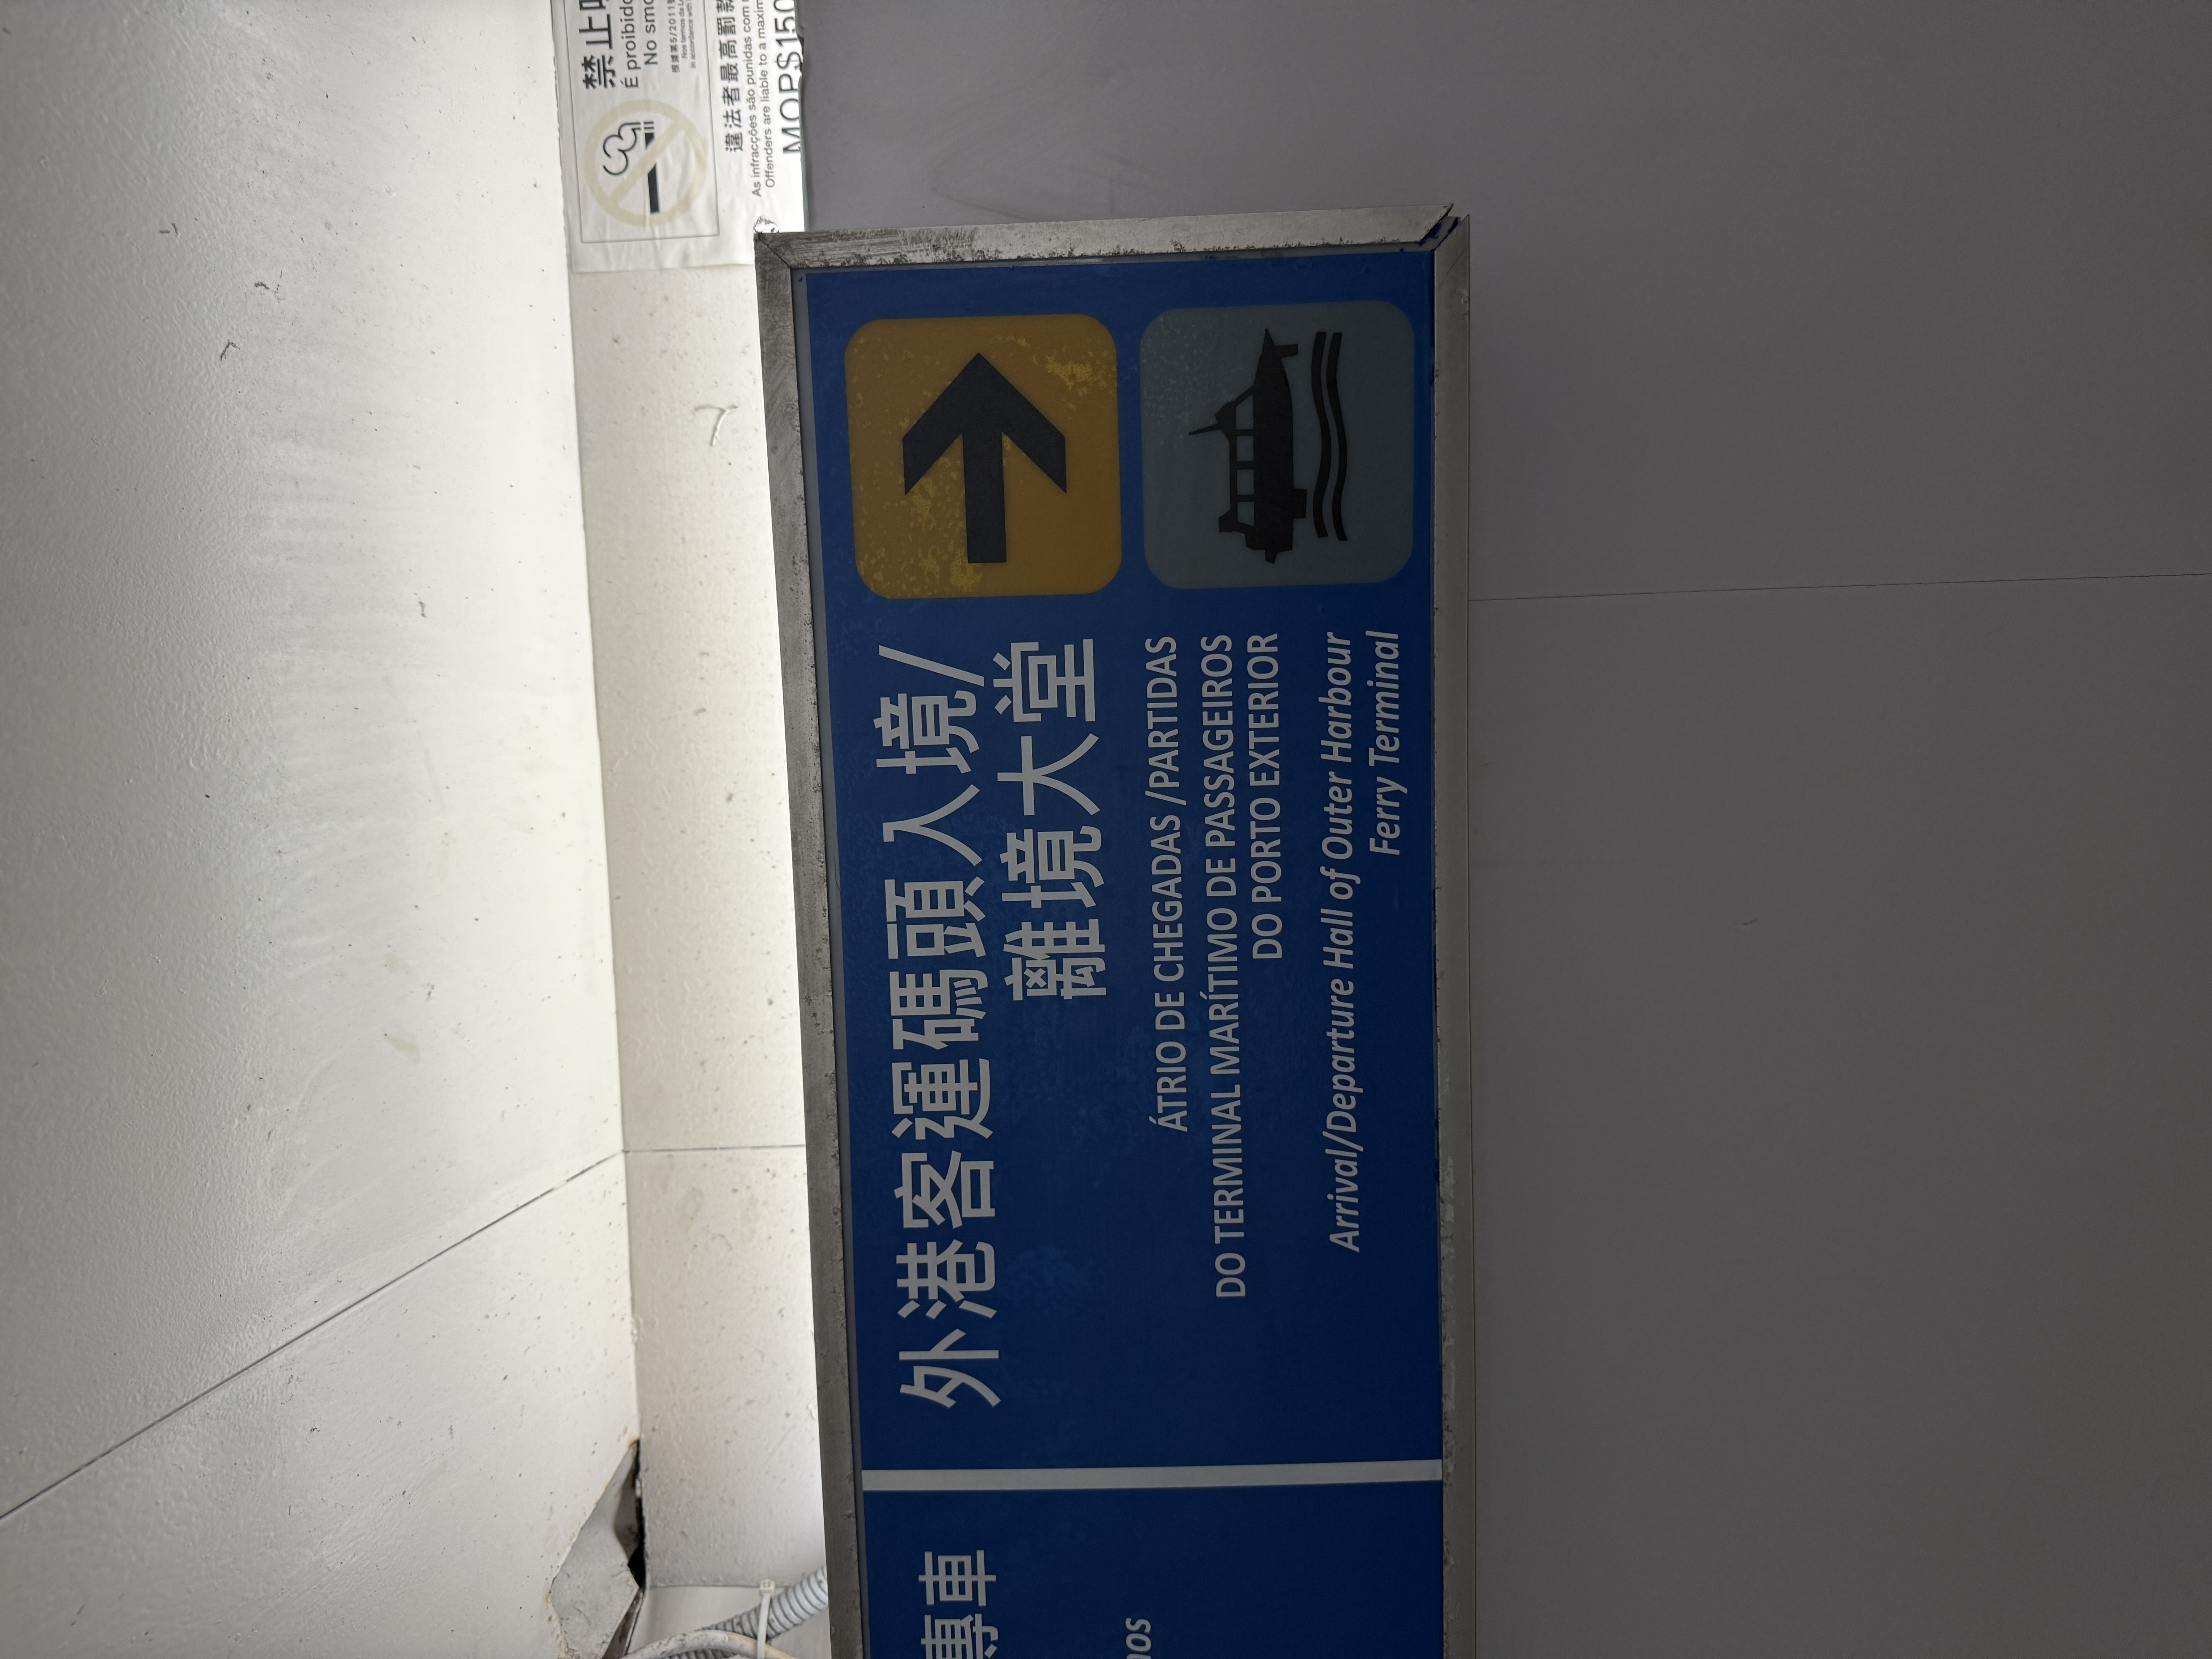 禁止
É proibido
No smo
違法者最高罰款
As infracções são punidas com
Offenders are liable to a maxim
MOP$150
外港客運碼頭入境/
離境大堂
ÁTRIO DE CHEGADAS /PARTIDAS
DO TERMINAL MARÍTIMO DE PASSAGEIROS
DO PORTO EXTERIOR
Arrival/Departure Hall of Outer Harbour
Ferry Terminal
專車
nos